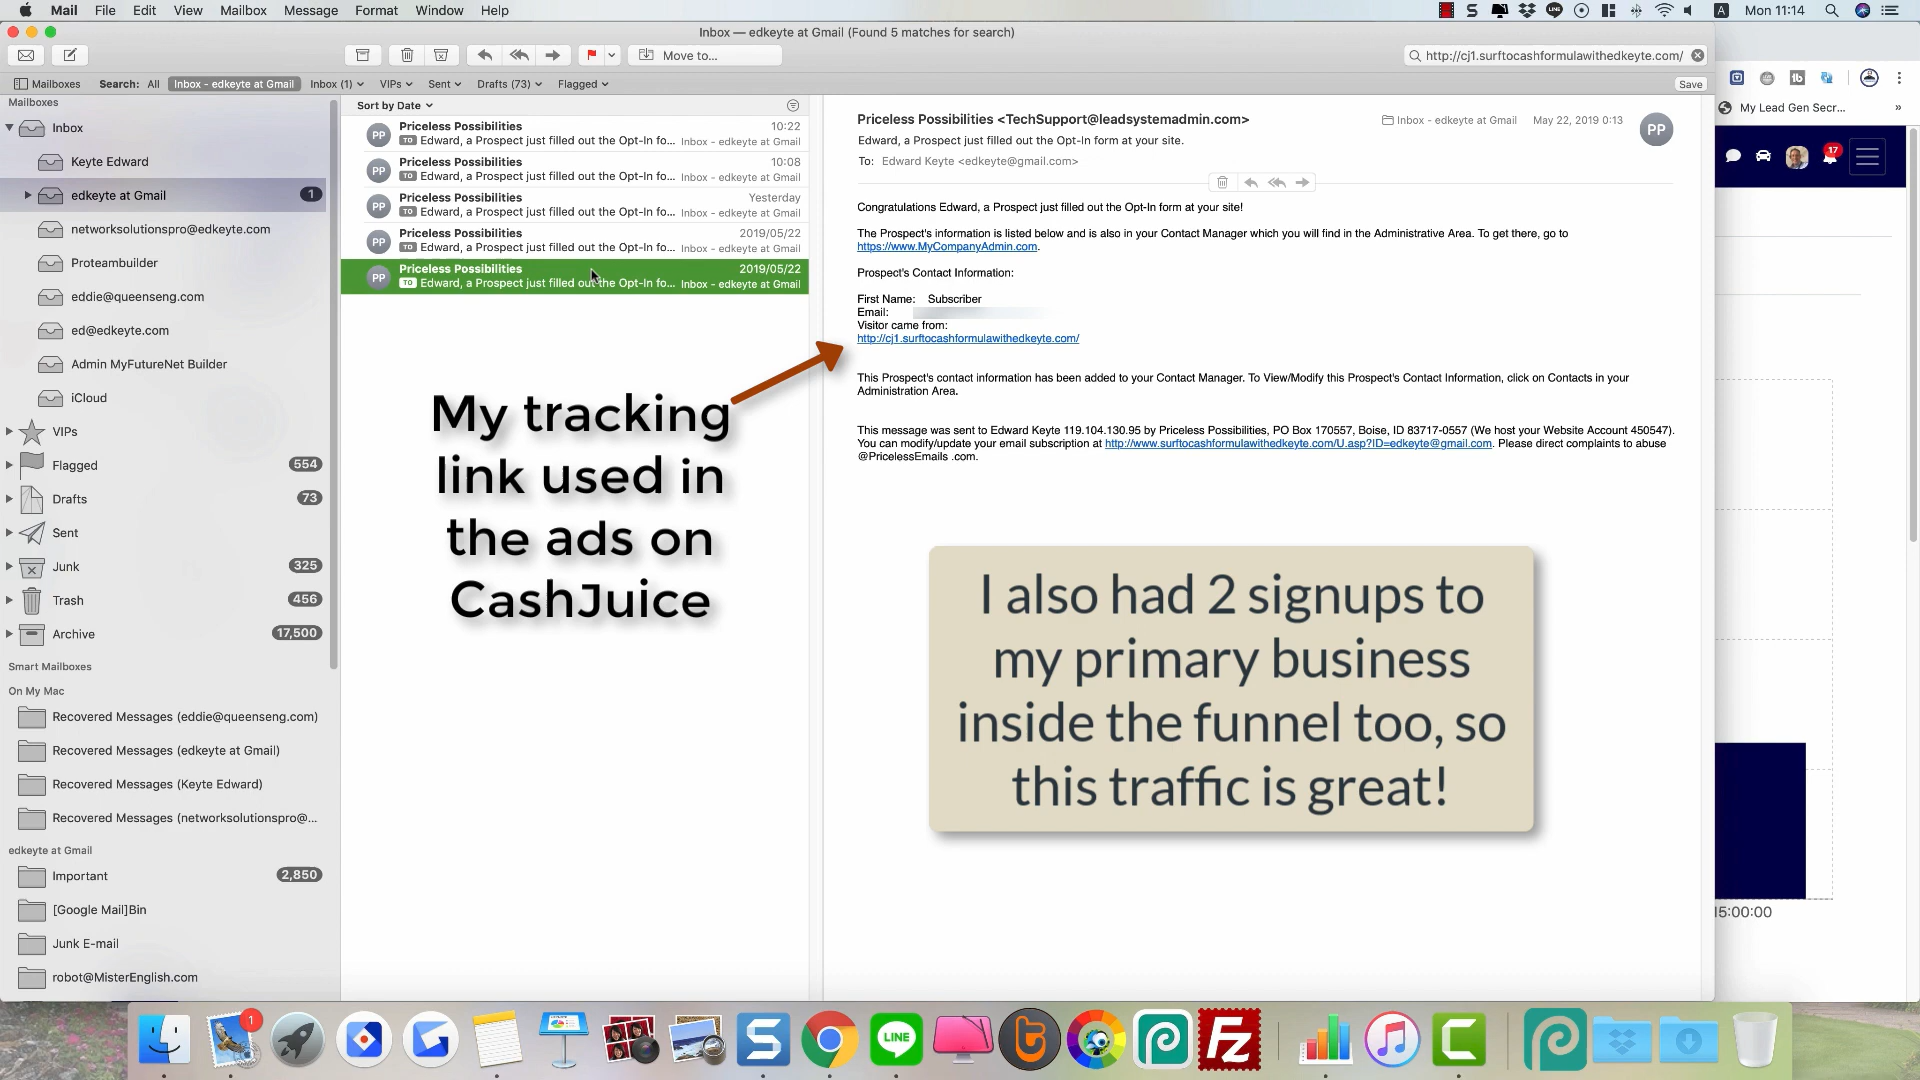 Mail File Edit View Mailbox Message Format Window Help
A Mon 11:14
Inbox — edkeyte at Gmail (Found 5 matches for search)
Move to...
http://cj1.surftocashformulawithedkeyte.com/
Mailboxes Search: All Inbox - edkeyte at Gmail Inbox (1) VIPs Sent Drafts (73) Flagged
Save
Mailboxes
Inbox
Keyte Edward
edkeyte at Gmail 1
networksolutionspro@edkeyte.com
Proteambuilder
eddie@queenseng.com
ed@edkeyte.com
Admin MyFutureNet Builder
iCloud
VIPs
Flagged 554
Drafts 73
Sent
Junk 325
Trash 456
Archive 17,500
Smart Mailboxes
On My Mac
Recovered Messages (eddie@queenseng.com)
Recovered Messages (edkeyte at Gmail)
Recovered Messages (Keyte Edward)
Recovered Messages (networksolutionspro@...
edkeyte at Gmail
Important 2,850
[Google Mail]Bin
Junk E-mail
robot@MisterEnglish.com
Sort by Date
PP Priceless Possibilities 10:22
TO Edward, a Prospect just filled out the Opt-In fo... Inbox - edkeyte at Gmail
PP Priceless Possibilities 10:08
TO Edward, a Prospect just filled out the Opt-In fo... Inbox - edkeyte at Gmail
PP Priceless Possibilities Yesterday
TO Edward, a Prospect just filled out the Opt-In fo... Inbox - edkeyte at Gmail
PP Priceless Possibilities 2019/05/22
TO Edward, a Prospect just filled out the Opt-In fo... Inbox - edkeyte at Gmail
PP Priceless Possibilities 2019/05/22
TO Edward, a Prospect just filled out the Opt-In fo... Inbox - edkeyte at Gmail
My tracking
link used in
the ads on
CashJuice
Priceless Possibilities <TechSupport@leadsystemadmin.com> Inbox - edkeyte at Gmail May 22, 2019 0:13 PP
Edward, a Prospect just filled out the Opt-In form at your site.
To: Edward Keyte <edkeyte@gmail.com>
Congratulations Edward, a Prospect just filled out the Opt-In form at your site!
The Prospect's information is listed below and is also in your Contact Manager which you will find in the Administrative Area. To get there, go to
https://www.MyCompanyAdmin.com.
Prospect's Contact Information:
First Name: Subscriber
Email:
Visitor came from:
http://cj1.surftocashformulawithedkeyte.com/
This Prospect's contact information has been added to your Contact Manager. To View/Modify this Prospect's Contact Information, click on Contacts in your
Administration Area.
This message was sent to Edward Keyte 119.104.130.95 by Priceless Possibilities, PO Box 170557, Boise, ID 83717-0557 (We host your Website Account 450547).
You can modify/update your email subscription at http://www.surftocashformulawithedkeyte.com/U.asp?ID=edkeyte@gmail.com. Please direct complaints to abuse
@PricelessEmails .com.
I also had 2 signups to
my primary business
inside the funnel too, so
this traffic is great!
My Lead Gen Secr... »
17
15:00:00
1
S
LINE
Fz
C